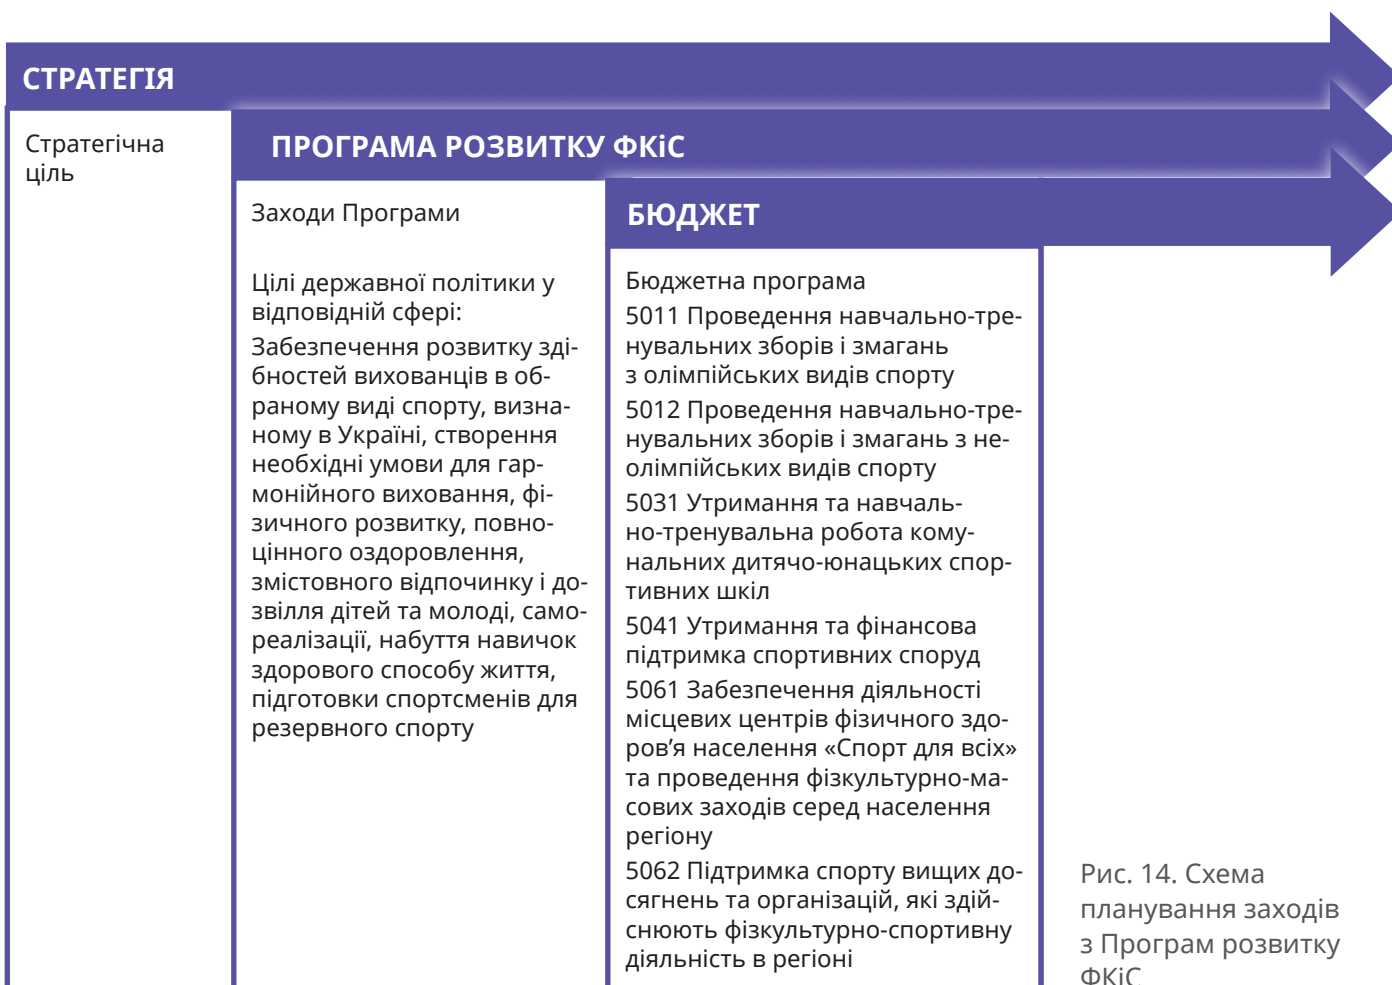 СТРАТЕГІЯ
Стратегічна
ціль
ПРОГРАМА РОЗВИТКУ ФКіС
Заходи Програми
Цілі державної політики у
відповідній сфері:
Забезпечення розвитку зді-
бностей вихованців в об-
раному виді спорту, визна-
ному в Україні, створення
необхідні умови для гар-
монійного виховання, фі-
зичного розвитку, повно-
цінного оздоровлення,
змістовного відпочинку і до-
звілля дітей та молоді, само-
реалізації, набуття навичок
здорового способу життя,
підготовки спортсменів для
резервного спорту
БЮДЖЕТ
Бюджетна програма
5011 Проведення навчально-тре-
нувальних зборів і змагань
з олімпійських видів спорту
5012 Проведення навчально-тре-
нувальних зборів і змагань з не-
олімпійських видів спорту
5031 Утримання та навчаль-
но-тренувальна робота кому-
нальних дитячо-юнацьких спор-
тивних шкіл
5041 Утримання та фінансова
підтримка спортивних споруд
5061 Забезпечення діяльності
місцевих центрів фізичного здо-
ров’я населення «Спорт для всіх»
та проведення фізкультурно-ма-
сових заходів серед населення
регіону
5062 Підтримка спорту вищих до-
сягнень та організацій, які здій-
снюють фізкультурно-спортивну
діяльність в регіоні
Рис. 14. Схема
планування заходів
з Програм розвитку
ФКіС